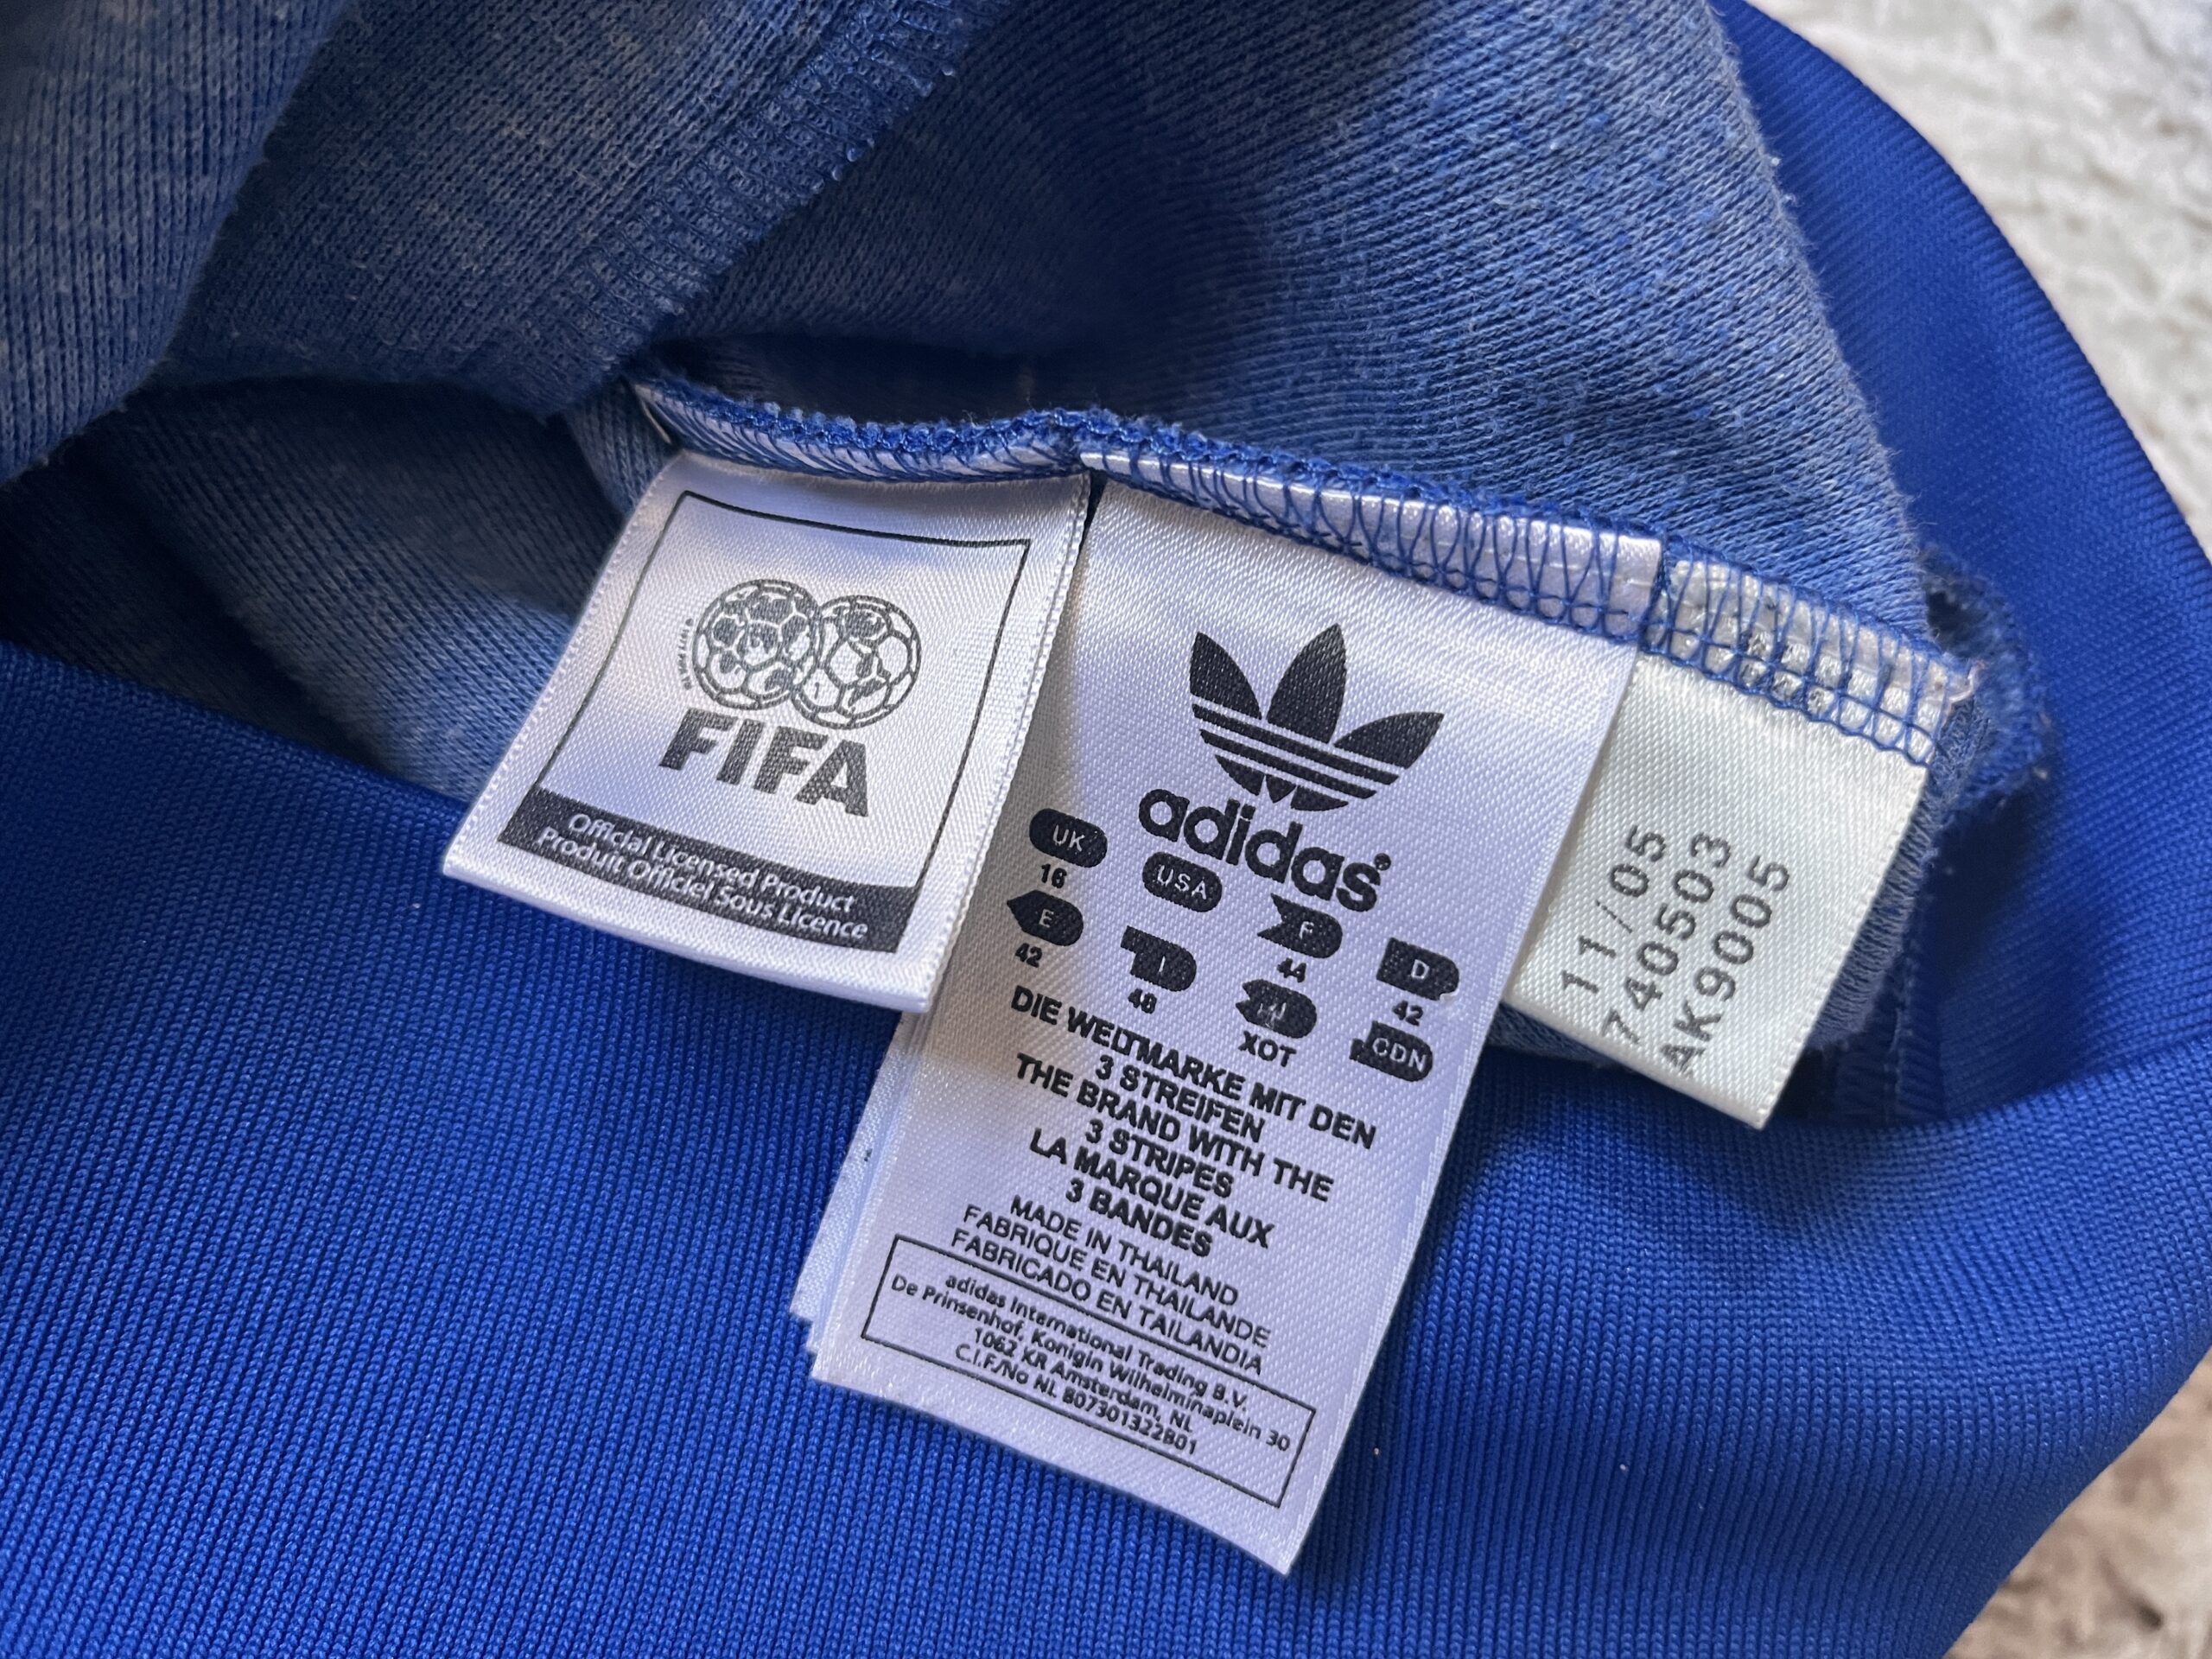 FIFA
Official Licensed Product
Produit Officiel Sous Licence
adidas®
UK
16
USA
F
44
D
42
E
42
I
48
J
XOT
CDN
DIE WELTMARKE MIT DEN
3 STREIFEN
THE BRAND WITH THE
3 STRIPES
LA MARQUE AUX
3 BANDES
MADE IN THAILAND
FABRIQUE EN THAILANDE
FABRICADO EN TAILANDIA
adidas International Trading B.V.
De Prinsenhof, Konigin Wilhelminaplein 30
1062 KR Amsterdam, NL
C.I.F/No NL B07301322B01
11/05
740503
AK9005